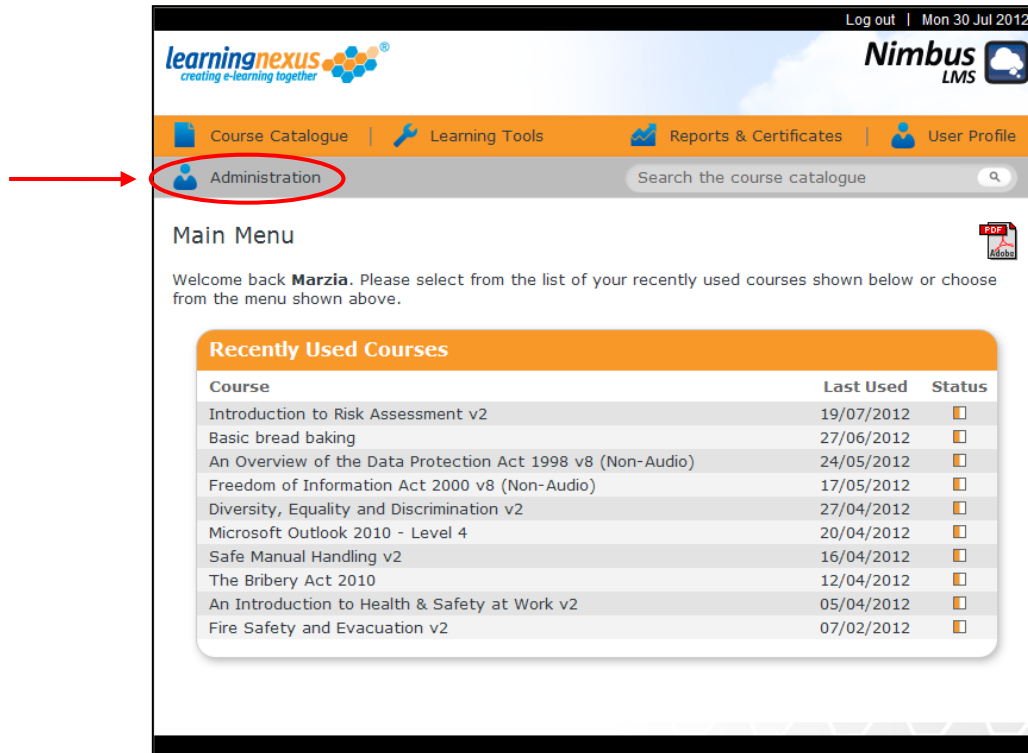 Log out | Mon 30 Jul 2012
learningnexus®
creating e-learning together
Nimbus
LMS
Course Catalogue | Learning Tools Reports & Certificates | User Profile
Administration Search the course catalogue
Main Menu
PDF
Adobe
Welcome back Marzia. Please select from the list of your recently used courses shown below or choose
from the menu shown above.
Recently Used Courses
Course Last Used Status
Introduction to Risk Assessment v2 19/07/2012
Basic bread baking 27/06/2012
An Overview of the Data Protection Act 1998 v8 (Non-Audio) 24/05/2012
Freedom of Information Act 2000 v8 (Non-Audio) 17/05/2012
Diversity, Equality and Discrimination v2 27/04/2012
Microsoft Outlook 2010 - Level 4 20/04/2012
Safe Manual Handling v2 16/04/2012
The Bribery Act 2010 12/04/2012
An Introduction to Health & Safety at Work v2 05/04/2012
Fire Safety and Evacuation v2 07/02/2012